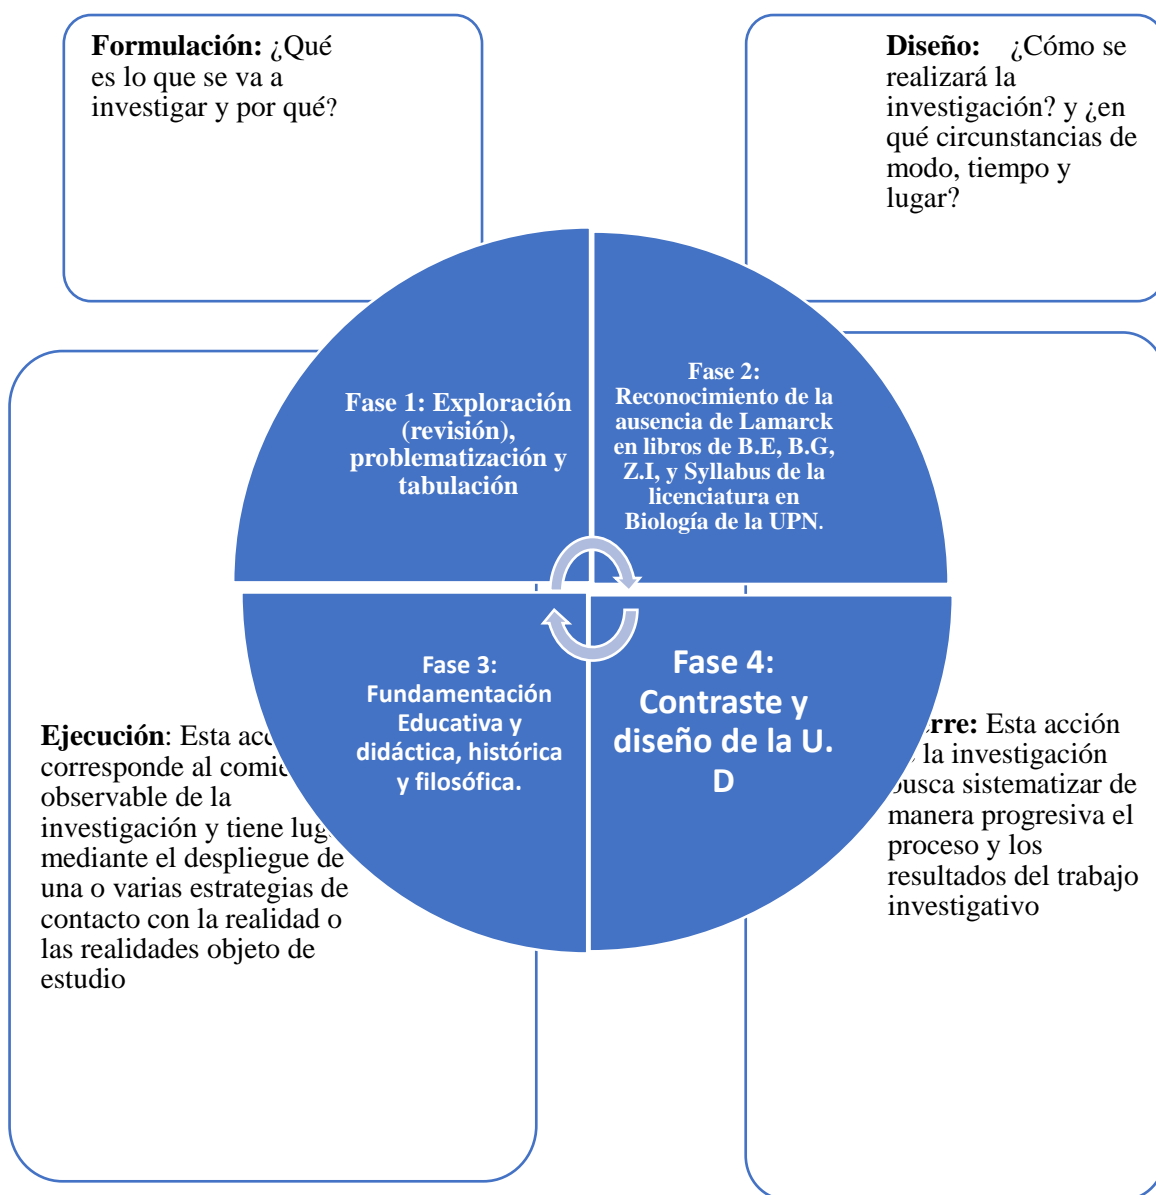 Formulación: ¿Qué
es lo que se va a
investigar y por qué?
Diseño: ¿Cómo se
realizará la
investigación? y ¿en
qué circunstancias de
modo, tiempo y
lugar?
Fase 1: Exploración
(revisión),
problematización y
tabulación
Fase 2:
Reconocimiento de la
ausencia de Lamarck
en libros de B.E, B.G,
Z.I, y Syllabus de la
licenciatura en
Biología de la UPN.
Fase 3:
Fundamentación
Educativa y
didáctica, histórica
y filosófica.
Fase 4:
Contraste y
diseño de la U.
D
Ejecución: Esta
corresponde al
observable de la
investigación y tiene
mediante el despliegue de
una o varias estrategias de
contacto con la realidad o
las realidades objeto de
estudio
Esta acción
la investigación
busca sistematizar de
manera progresiva el
proceso y los
resultados del trabajo
investigativo